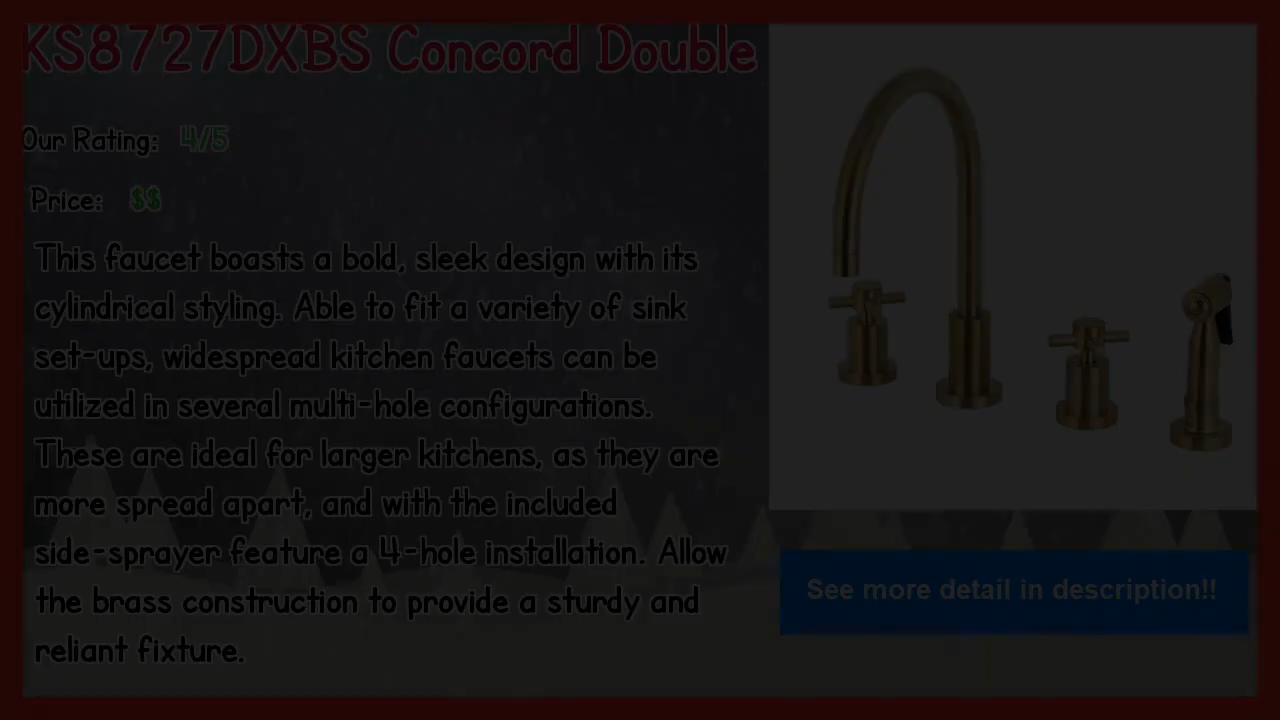 KS8727DXBS Concord Double
Our Rating: 4/5
Price: $$
This faucet boasts a bold, sleek design with its
cylindrical styling. Able to fit a variety of sink
set-ups, widespread kitchen faucets can be
utilized in several multi-hole configurations.
These are ideal for larger kitchens, as they are
more spread apart, and with the included
side-sprayer feature a 4-hole installation. Allow
the brass construction to provide a sturdy and
reliant fixture.
See more detail in description!!